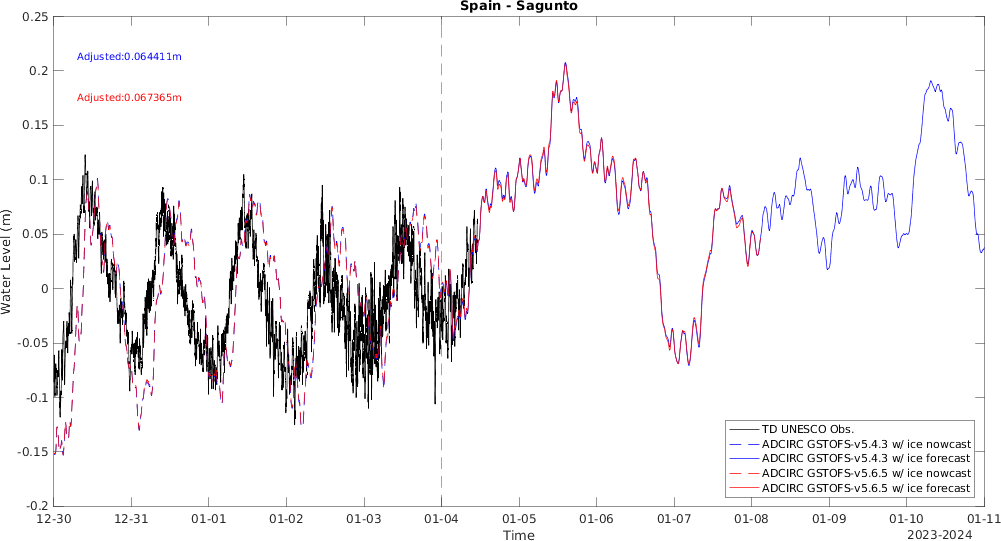 Spain - Sagunto
0.25
0.2
0.15
0.1
0.05
0
-0.05
-0.1
-0.15
-0.2
Water Level (m)
Adjusted:0.064411m
Adjusted:0.067365m
TD UNESCO Obs.
ADCIRC GSTOFS-v5.4.3 w/ ice nowcast
ADCIRC GSTOFS-v5.4.3 w/ ice forecast
ADCIRC GSTOFS-v5.6.5 w/ ice nowcast
ADCIRC GSTOFS-v5.6.5 w/ ice forecast
12-30 12-31 01-01 01-02 01-03 01-04 01-05 01-06 01-07 01-08 01-09 01-10 01-11
Time
2023-2024